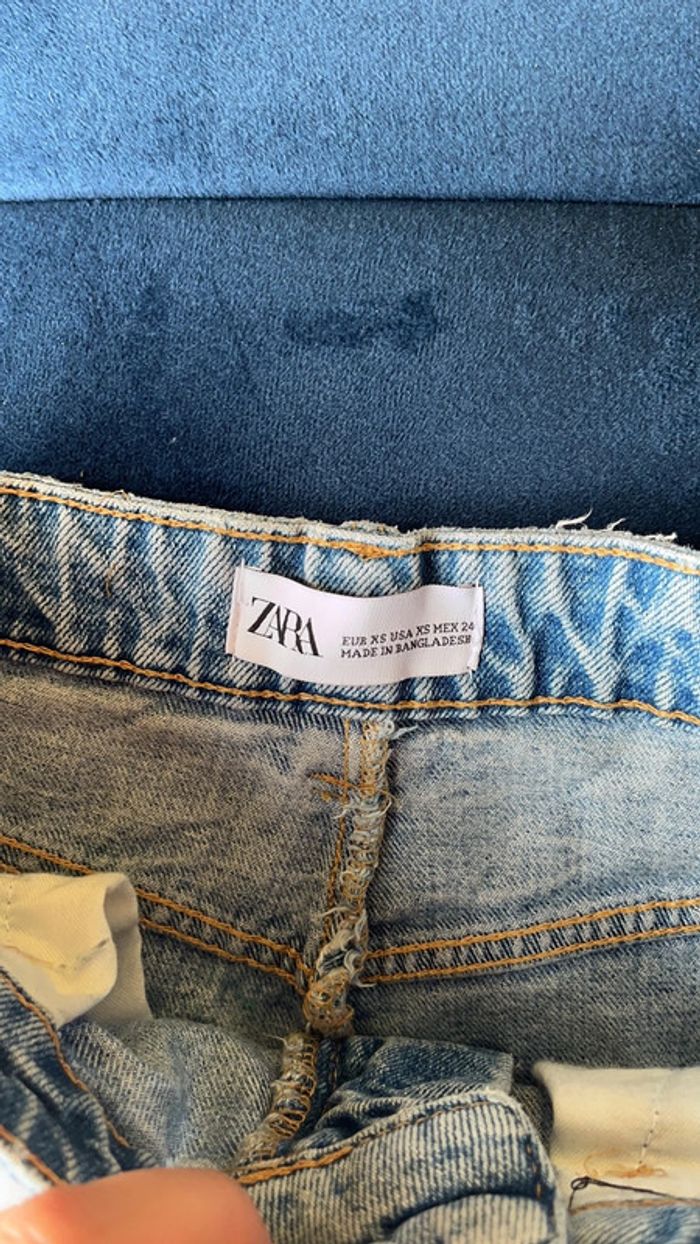 ZARA
EUR XS USA XS MEX 24
MADE IN BANGLADESH